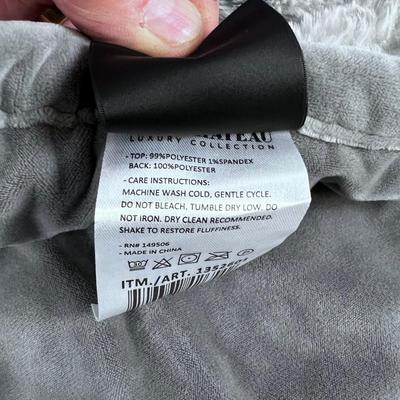 LUXURY COLLECTION
- TOP: 99%POLYESTER 1%SPANDEX
BACK: 100%POLYESTER
- CARE INSTRUCTIONS:
MACHINE WASH COLD, GENTLE CYCLE.
DO NOT BLEACH. TUMBLE DRY LOW. DO
NOT IRON. DRY CLEAN RECOMMENDED.
SHAKE TO RESTORE FLUFFINESS.
- RN# 149506
- MADE IN CHINA
ITM./ART.